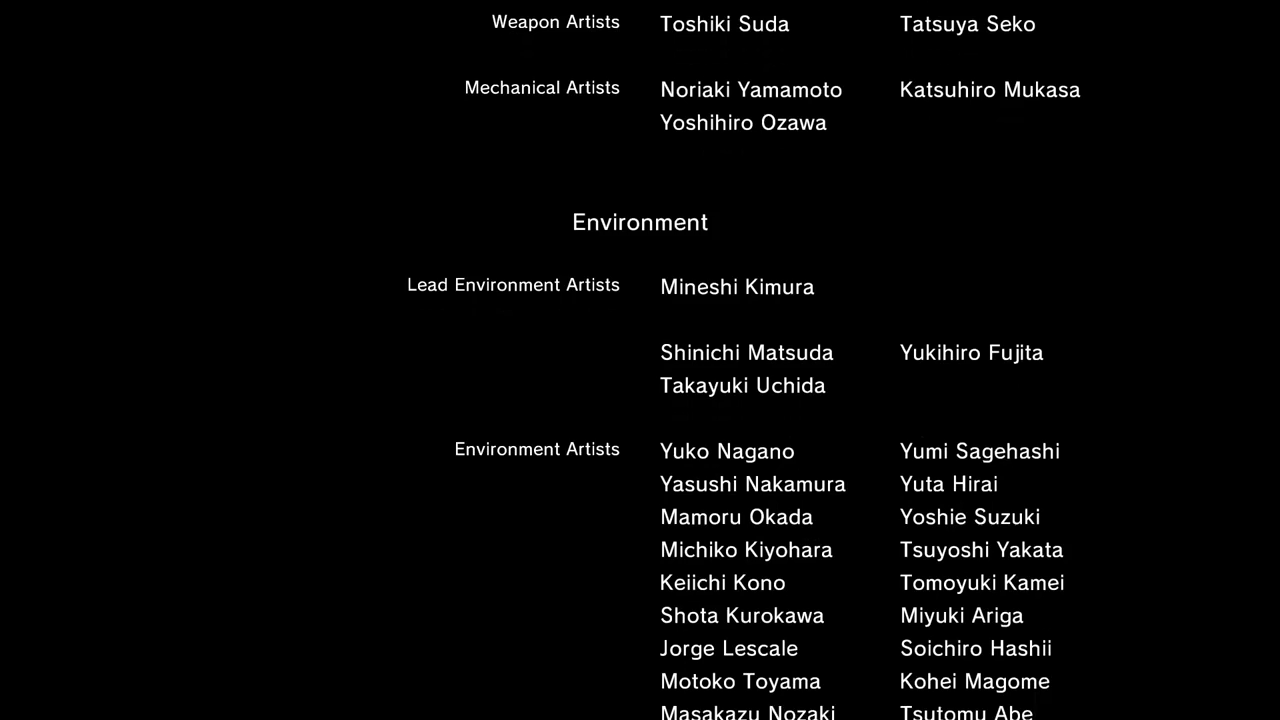 Weapon Artists Toshiki Suda Tatsuya Seko
Mechanical Artists Noriaki Yamamoto Katsuhiro Mukasa
Yoshihiro Ozawa
Environment
Lead Environment Artists Mineshi Kimura
Shinichi Matsuda Yukihiro Fujita
Takayuki Uchida
Environment Artists Yuko Nagano Yumi Sagehashi
Yasushi Nakamura Yuta Hirai
Mamoru Okada Yoshie Suzuki
Michiko Kiyohara Tsuyoshi Yakata
Keiichi Kono Tomoyuki Kamei
Shota Kurokawa Miyuki Ariga
Jorge Lescale Soichiro Hashii
Motoko Toyama Kohei Magome
Masakazu Nozaki Tsutomu Abe